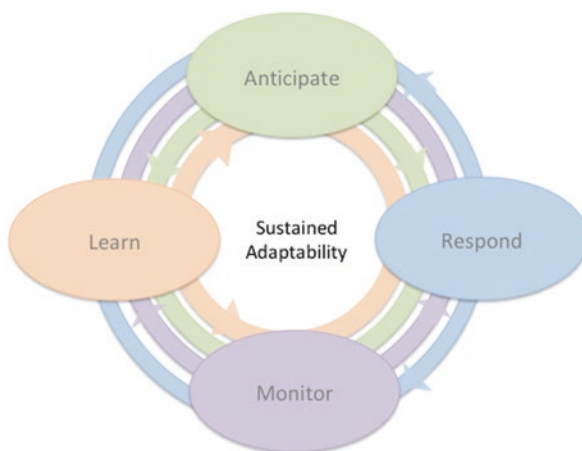 Anticipate
Learn
Sustained
Adaptability
Respond
Monitor